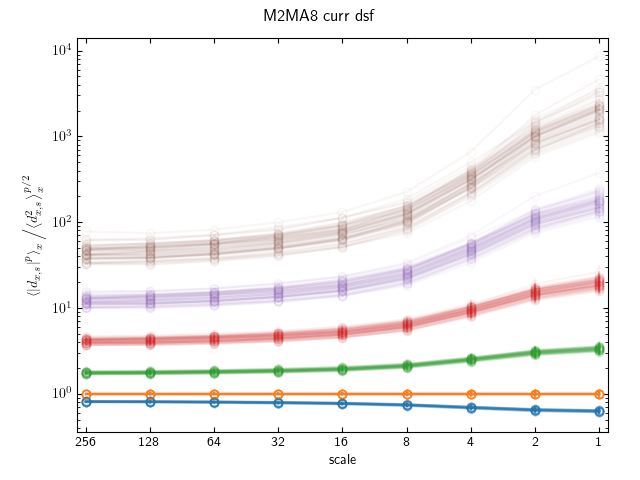 M2MA8 curr dsf
⟨|d_{x,s}|^p⟩_x / ⟨d_{x,s}^2⟩_x^{p/2}
10^4
10^3
10^2
10^1
10^0
256 128 64 32 16 8 4 2 1
scale